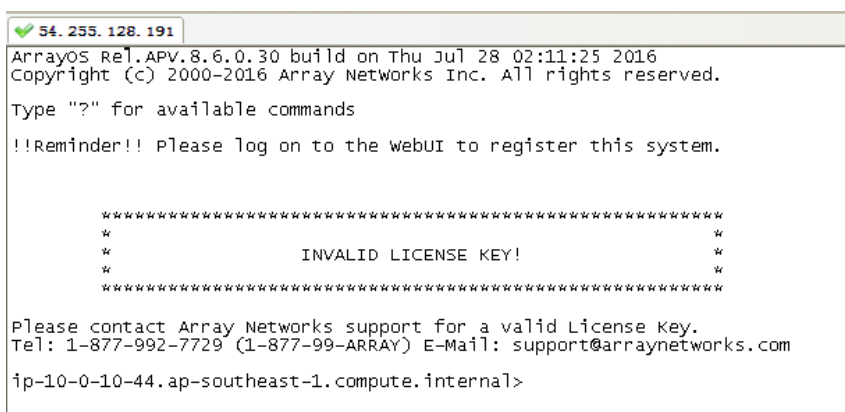 54.255.128.191
ArrayOS Rel.APV.8.6.0.30 build on Thu Jul 28 02:11:25 2016
Copyright (c) 2000-2016 Array Networks Inc. All rights reserved.
Type "?" for available commands
!!Reminder!! Please log on to the WebUI to register this system.
*********************************************************
* *
* INVALID LICENSE KEY! *
* *
*********************************************************
Please contact Array Networks support for a valid License Key.
Tel: 1-877-992-7729 (1-877-99-ARRAY) E-Mail: support@arraynetworks.com
ip-10-0-10-44.ap-southeast-1.compute.internal>